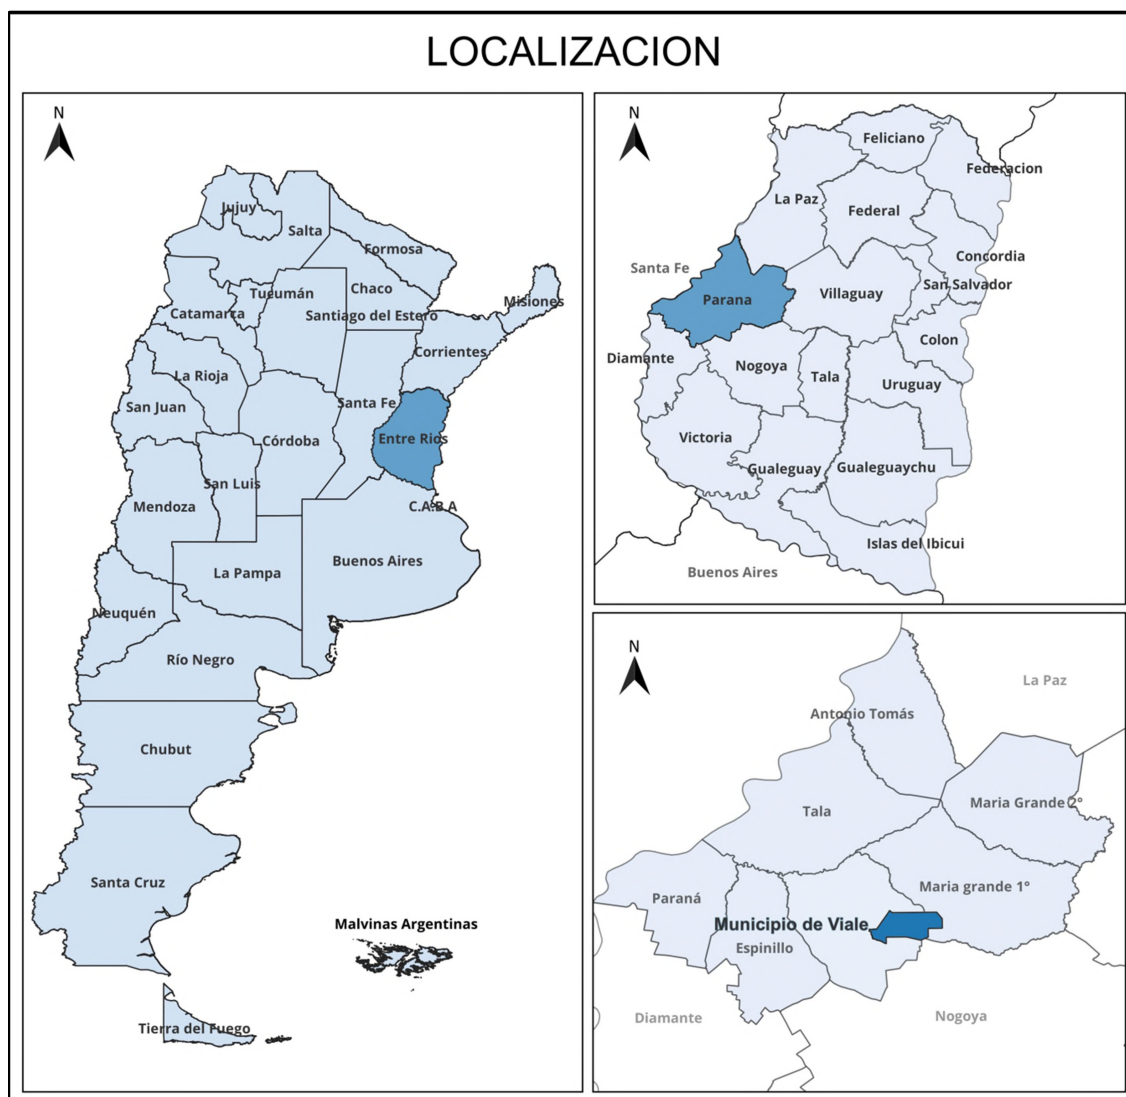 LOCALIZACION
N
Jujuy
Salta
Formosa
Tucumán
Chaco
Misiones
Catamarca
Santiago del Estero
Corrientes
La Rioja
San Juan
Santa Fe
Córdoba
Entre Rios
San Luis
Mendoza
C.A.B.A
Buenos Aires
La Pampa
Neuquén
Río Negro
Chubut
Santa Cruz
Malvinas Argentinas
Tierra del Fuego
N
Feliciano
Federacion
La Paz
Federal
Concordia
Santa Fe
San Salvador
Parana
Villaguay
Colon
Diamante
Nogoya
Tala
Uruguay
Victoria
Gualeguay
Gualeguaychu
Islas del Ibicui
Buenos Aires
N
La Paz
Antonio Tomás
Maria Grande 2°
Tala
Maria grande 1°
Paraná
Municipio de Viale
Espinillo
Diamante
Nogoya